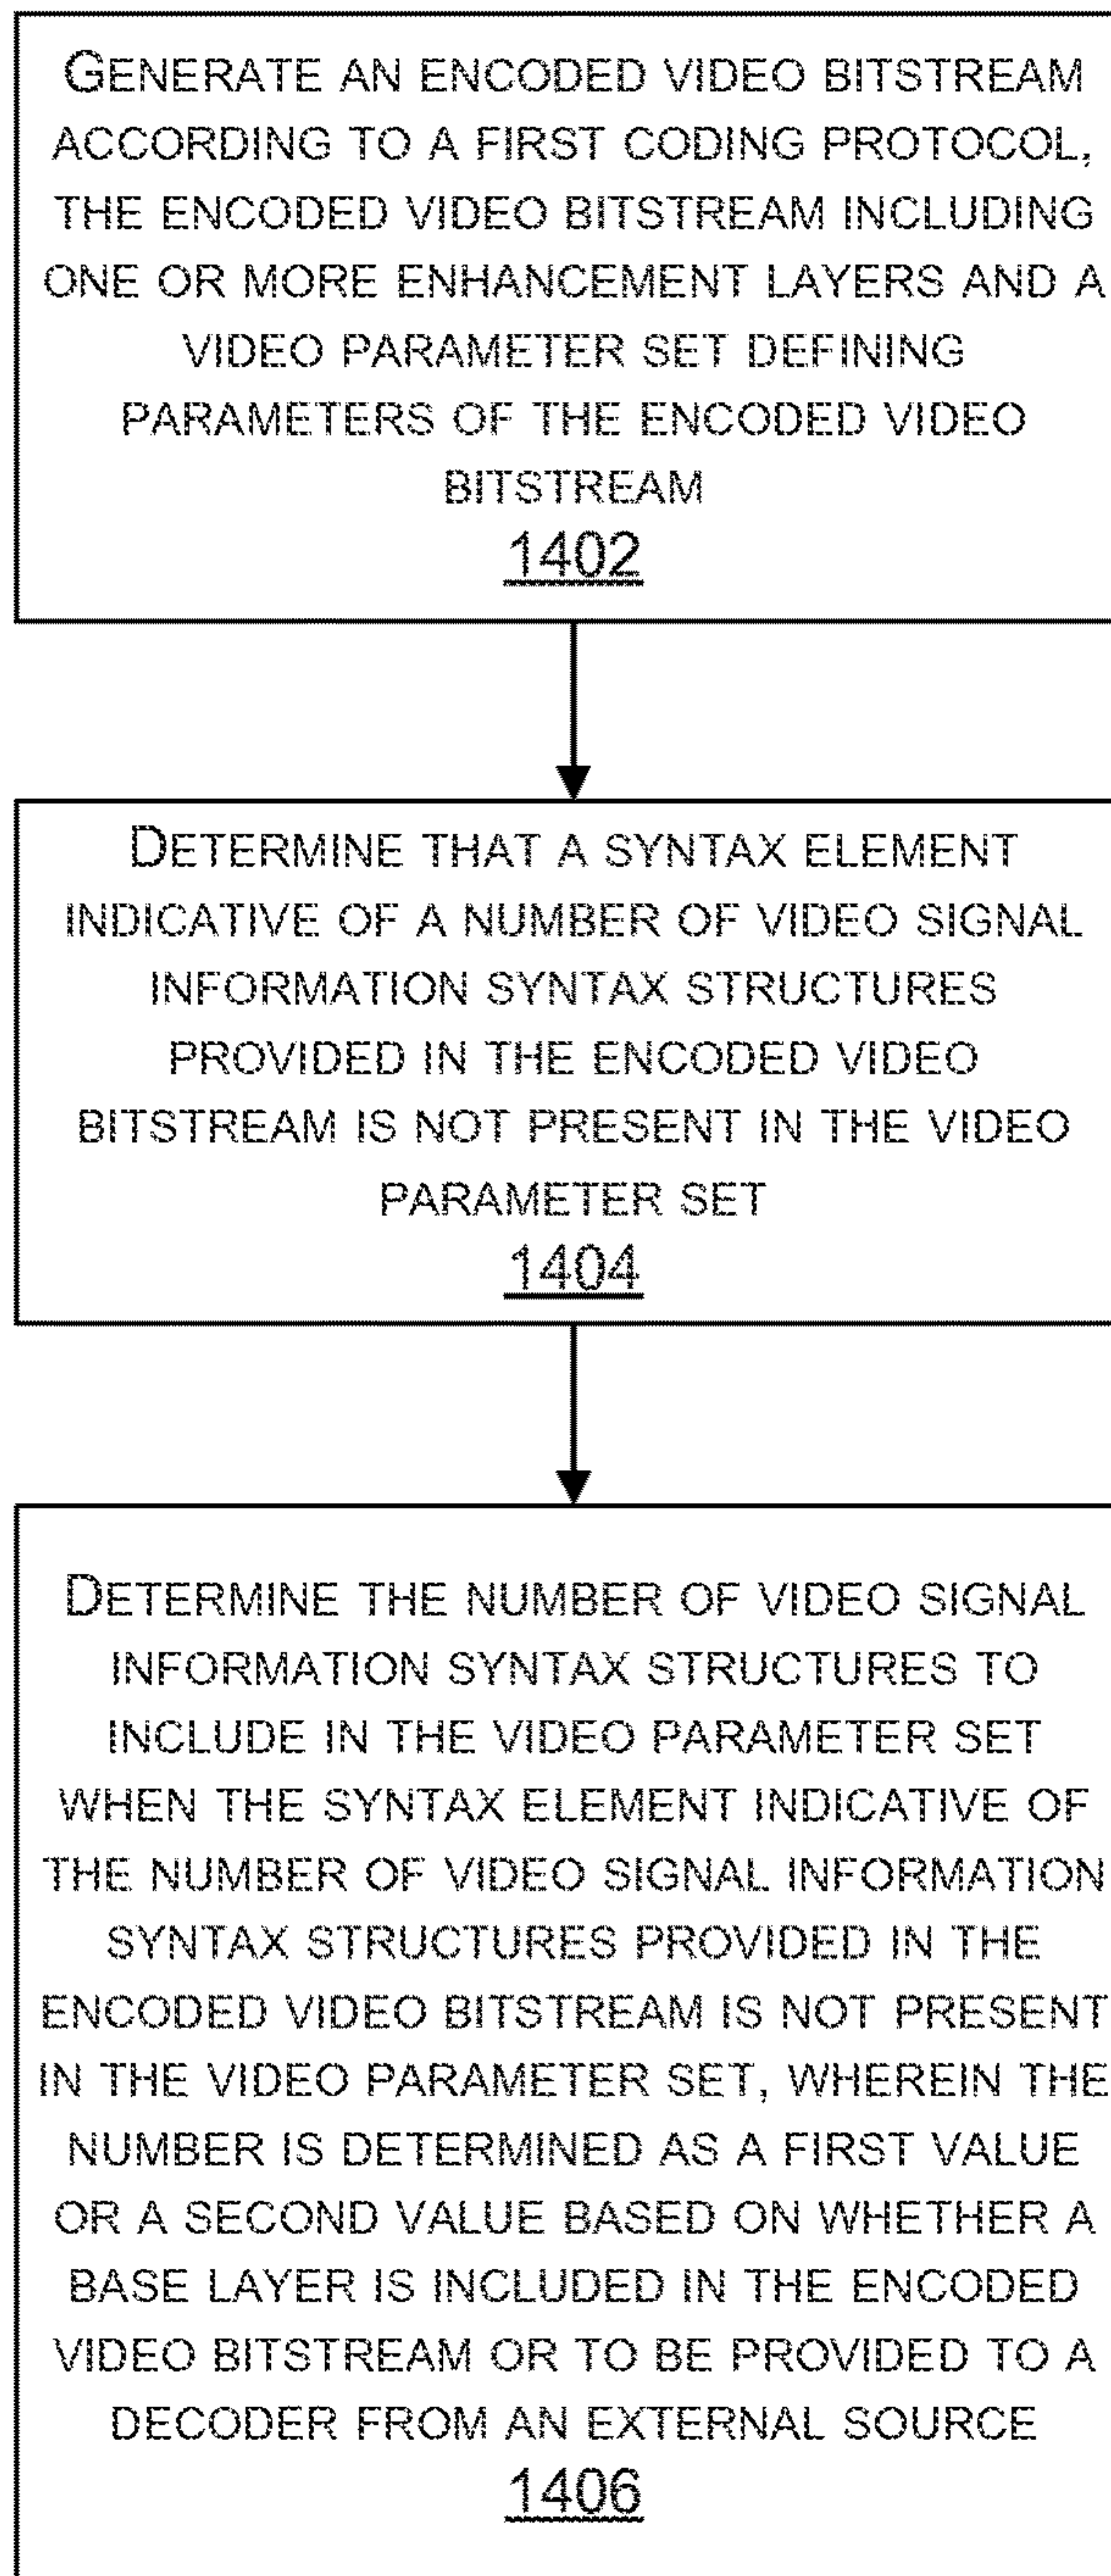 GENERATE AN ENCODED VIDEO BITSTREAM
ACCORDING TO A FIRST CODING PROTOCOL,
THE ENCODED VIDEO BITSTREAM INCLUDING
ONE OR MORE ENHANCEMENT LAYERS AND A
VIDEO PARAMETER SET DEFINING
PARAMETERS OF THE ENCODED VIDEO
BITSTREAM
1402
DETERMINE THAT A SYNTAX ELEMENT
INDICATIVE OF A NUMBER OF VIDEO SIGNAL
INFORMATION SYNTAX STRUCTURES
PROVIDED IN THE ENCODED VIDEO
BITSTREAM IS NOT PRESENT IN THE VIDEO
PARAMETER SET
1404
DETERMINE THE NUMBER OF VIDEO SIGNAL
INFORMATION SYNTAX STRUCTURES TO
INCLUDE IN THE VIDEO PARAMETER SET
WHEN THE SYNTAX ELEMENT INDICATIVE OF
THE NUMBER OF VIDEO SIGNAL INFORMATION
SYNTAX STRUCTURES PROVIDED IN THE
ENCODED VIDEO BITSTREAM IS NOT PRESENT
IN THE VIDEO PARAMETER SET, WHEREIN THE
NUMBER IS DETERMINED AS A FIRST VALUE
OR A SECOND VALUE BASED ON WHETHER A
BASE LAYER IS INCLUDED IN THE ENCODED
VIDEO BITSTREAM OR TO BE PROVIDED TO A
DECODER FROM AN EXTERNAL SOURCE
1406